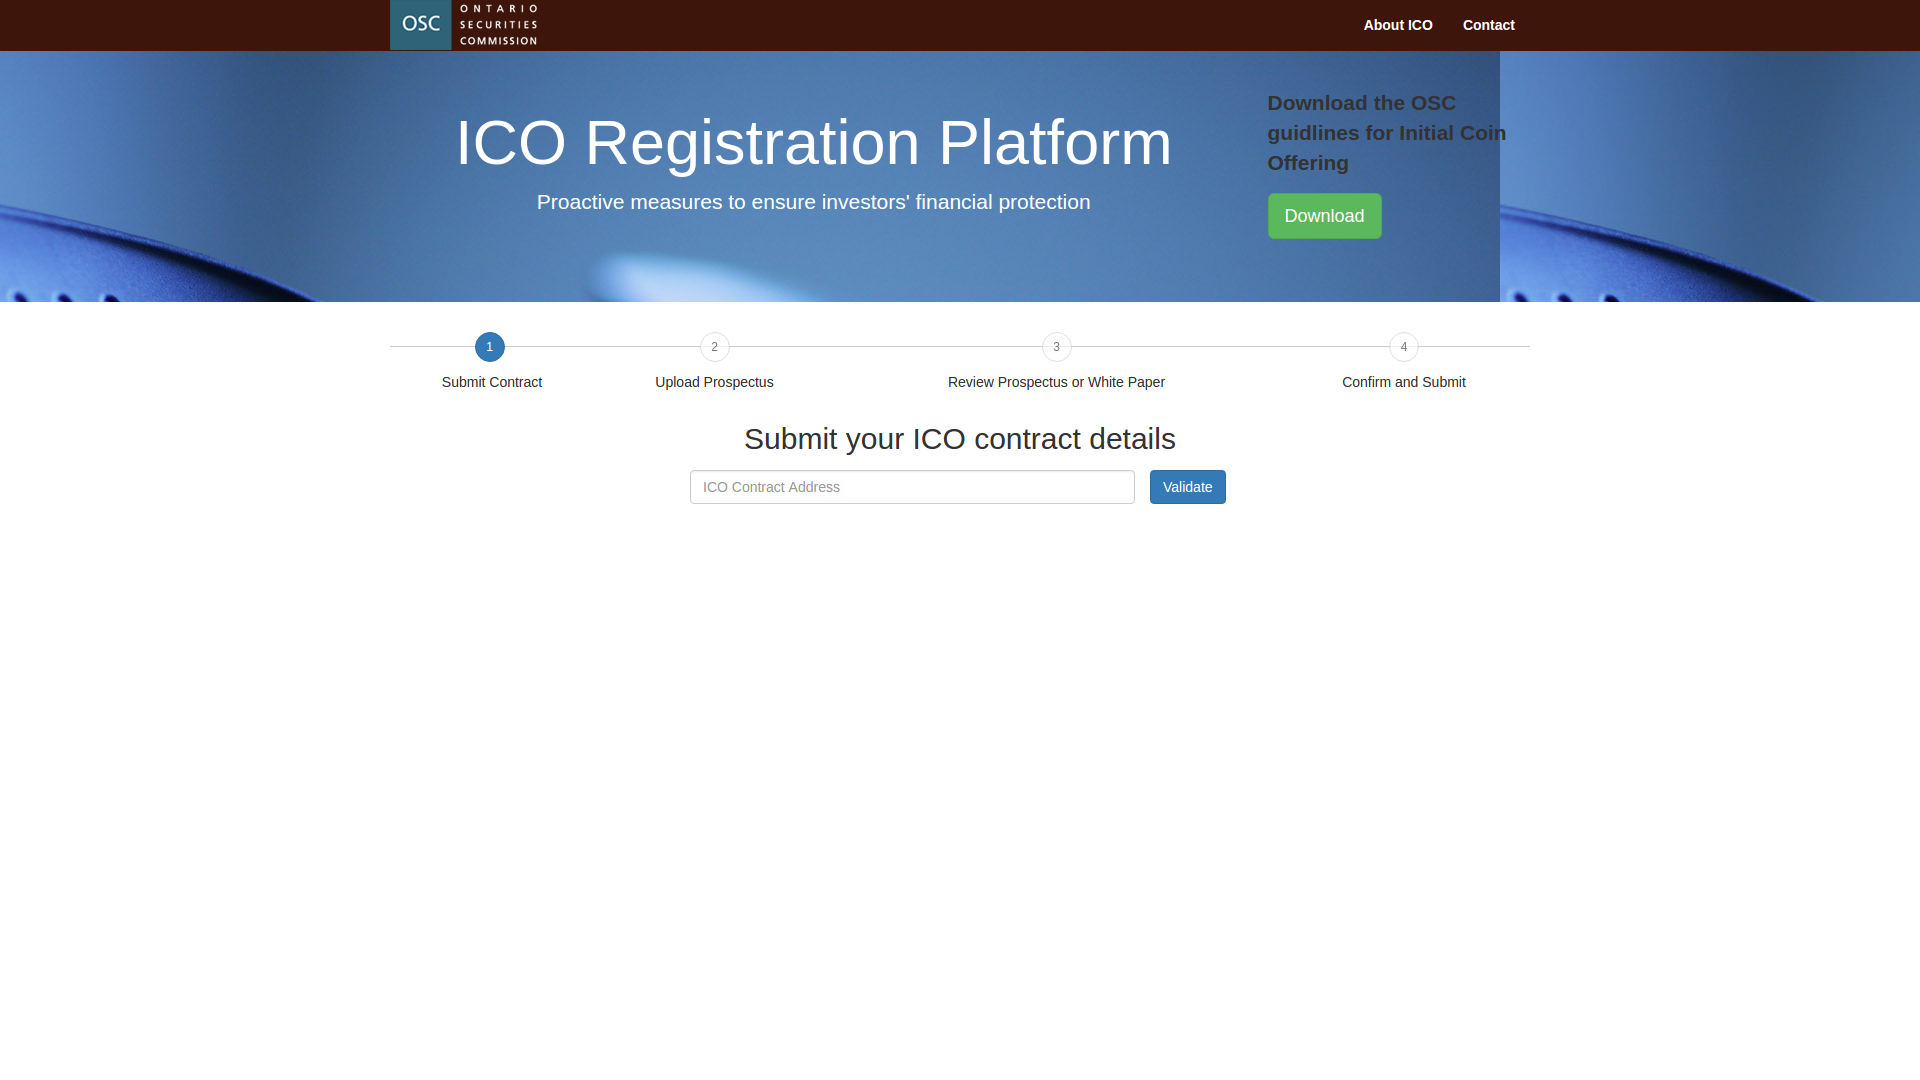 OSC
ONTARIO
SECURITIES
COMMISSION
About ICO
Contact
ICO Registration Platform
Proactive measures to ensure investors' financial protection
Download the OSC
guidlines for Initial Coin
Offering
Download
1
Submit Contract
2
Upload Prospectus
3
Review Prospectus or White Paper
4
Confirm and Submit
Submit your ICO contract details
ICO Contract Address
Validate